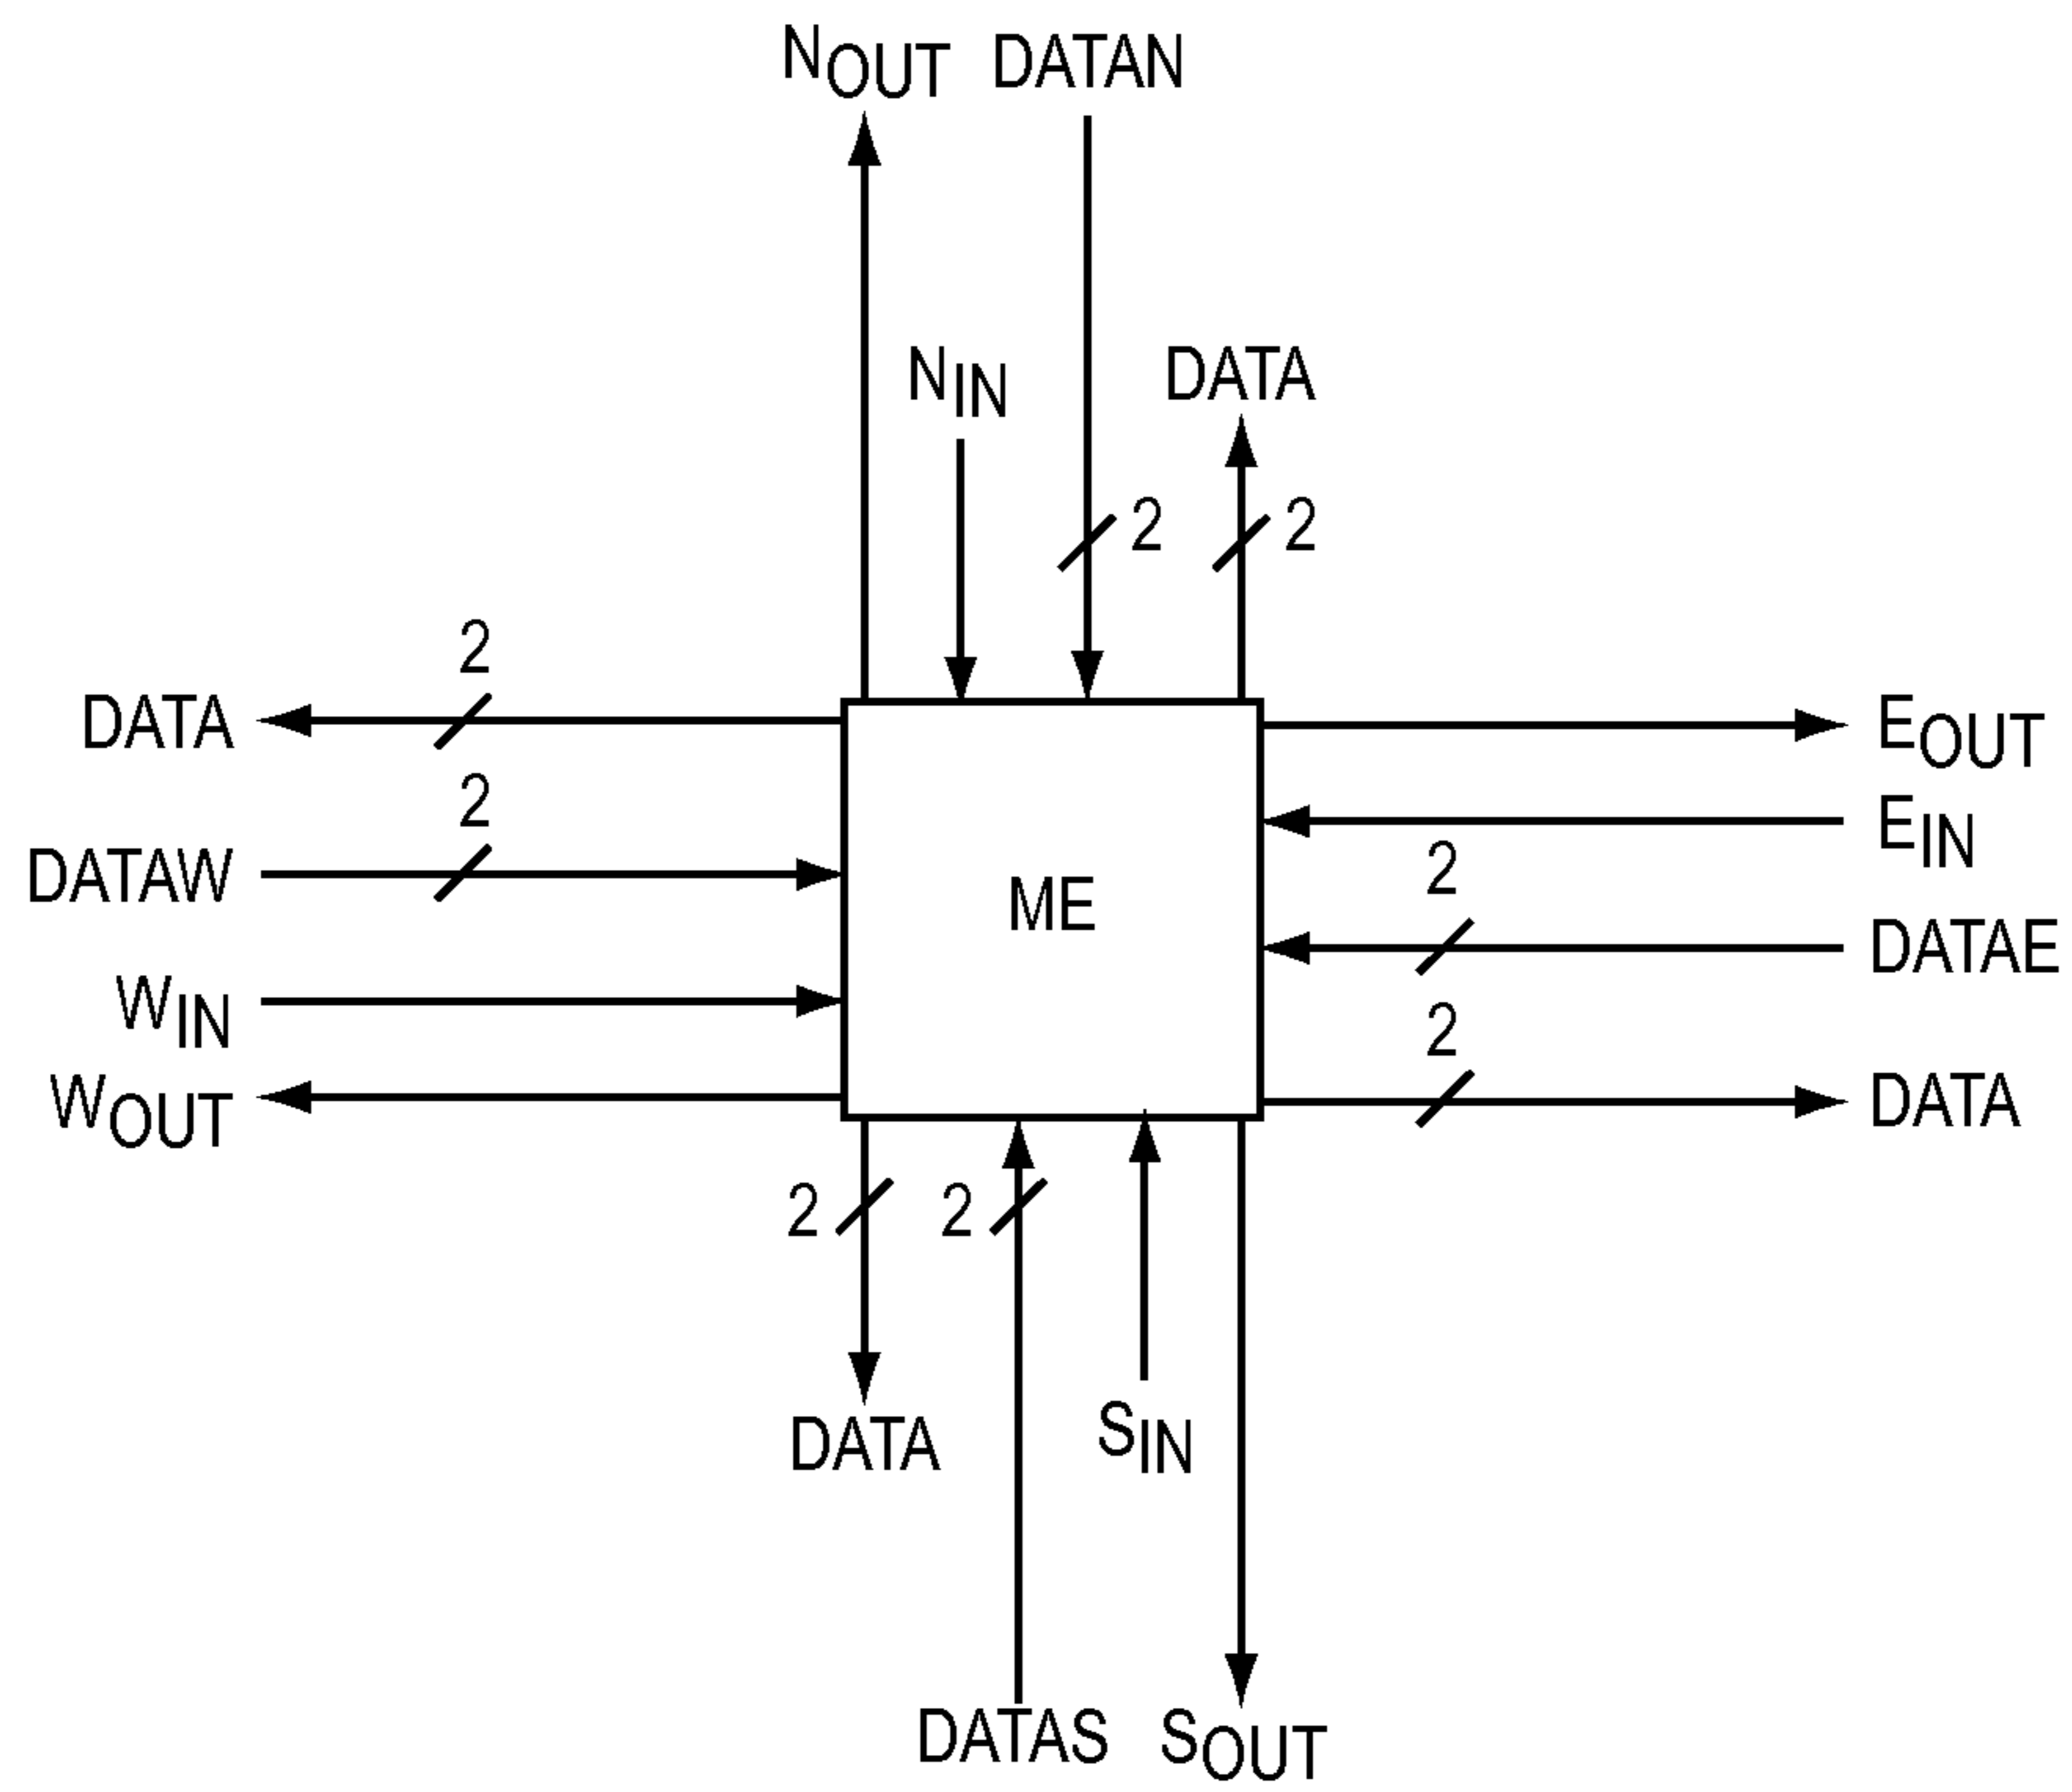 NOUT DATAN
NIN DATA
2 2
2
DATA EOUT
2
EIN
DATAW 2
ME DATAE
WIN 2
WOUT DATA
2 2
DATA SIN
DATAS SOUT